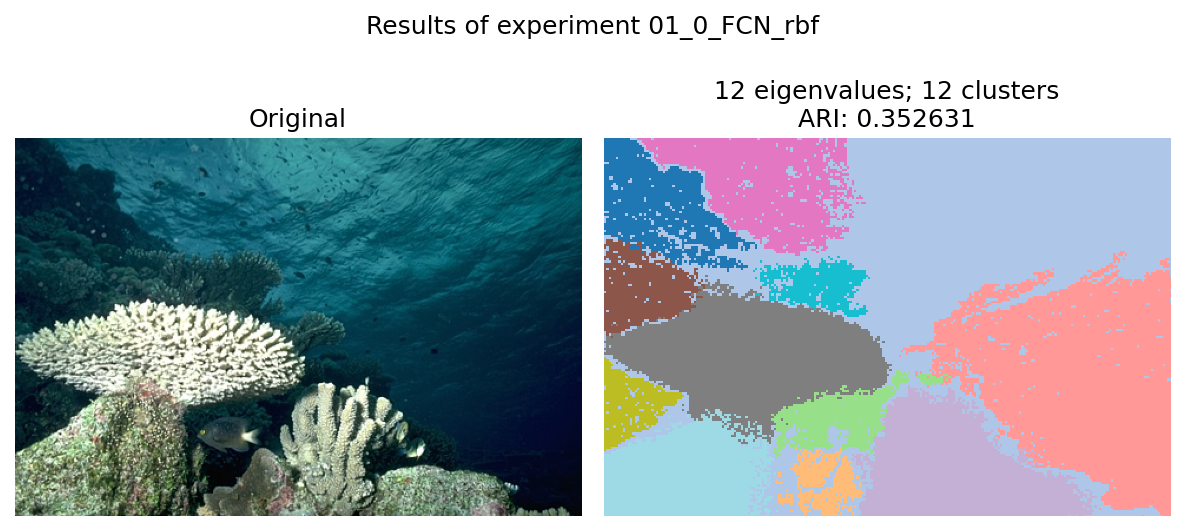 Results of experiment 01_0_FCN_rbf
Original
12 eigenvalues; 12 clusters
ARI: 0.352631